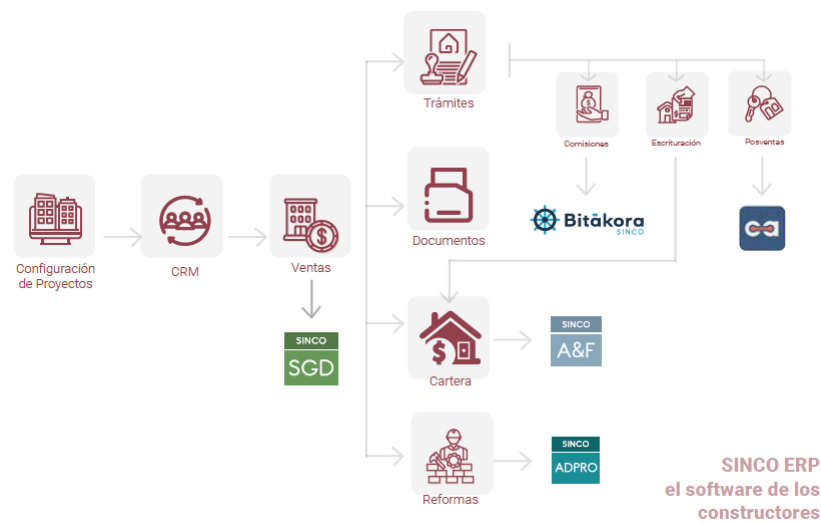 Trámites
Comisiones
Escrituración
Posventas
Documentos
Bitákora
SINCO
ca
Configuración
de Proyectos
CRM
Ventas
SINCO
SGD
Cartera
SINCO
A&F
Reformas
SINCO
ADPRO
SINCO ERP
el software de los
constructores